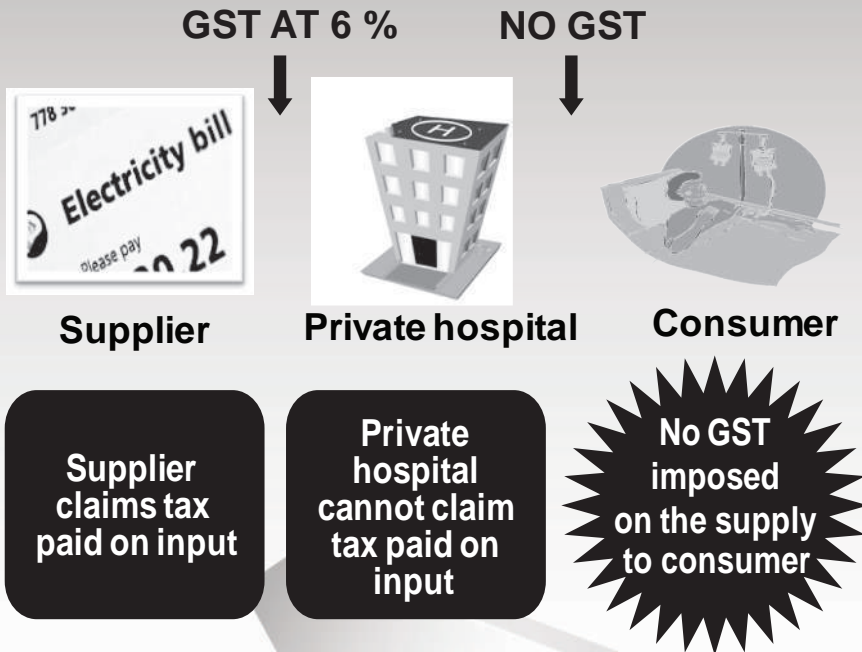 GST AT 6 %
NO GST
778
Electricity bill
Please pay
22
H
Supplier
Private hospital
Consumer
Supplier
claims tax
paid on input
Private
hospital
cannot claim
tax paid on
input
No GST
imposed
on the supply
to consumer